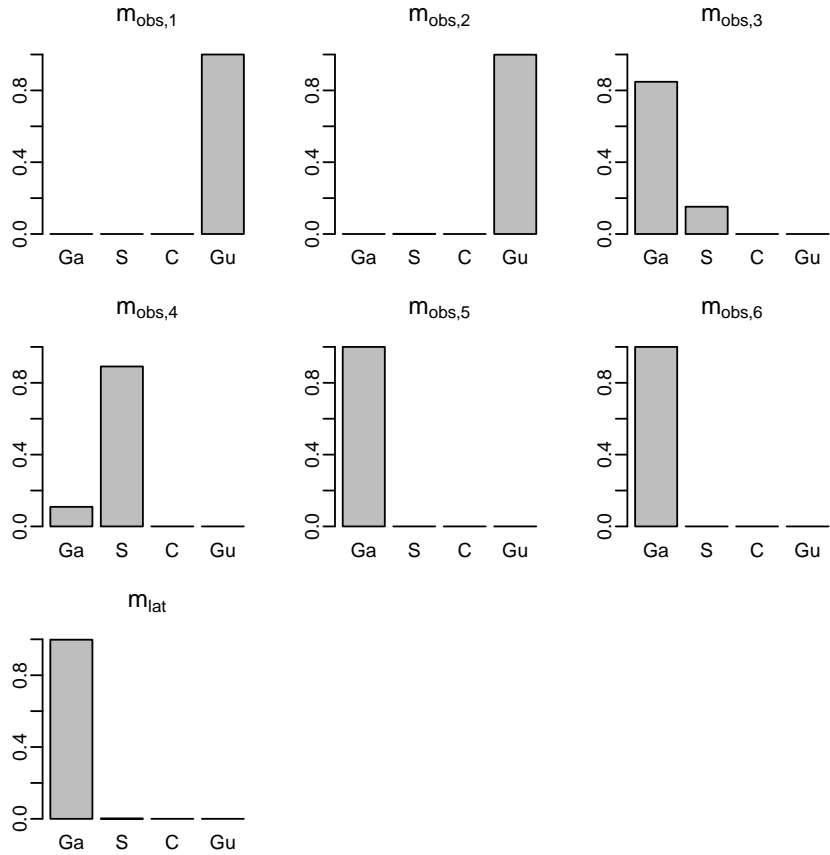 m_obs,1 m_obs,2 m_obs,3
0.0 0.4 0.8 0.0 0.4 0.8 0.0 0.4 0.8
Ga S C Gu Ga S C Gu Ga S C Gu
m_obs,4 m_obs,5 m_obs,6
0.0 0.4 0.8 0.0 0.4 0.8 0.0 0.4 0.8
Ga S C Gu Ga S C Gu Ga S C Gu
m_lat
0.0 0.4 0.8
Ga S C Gu